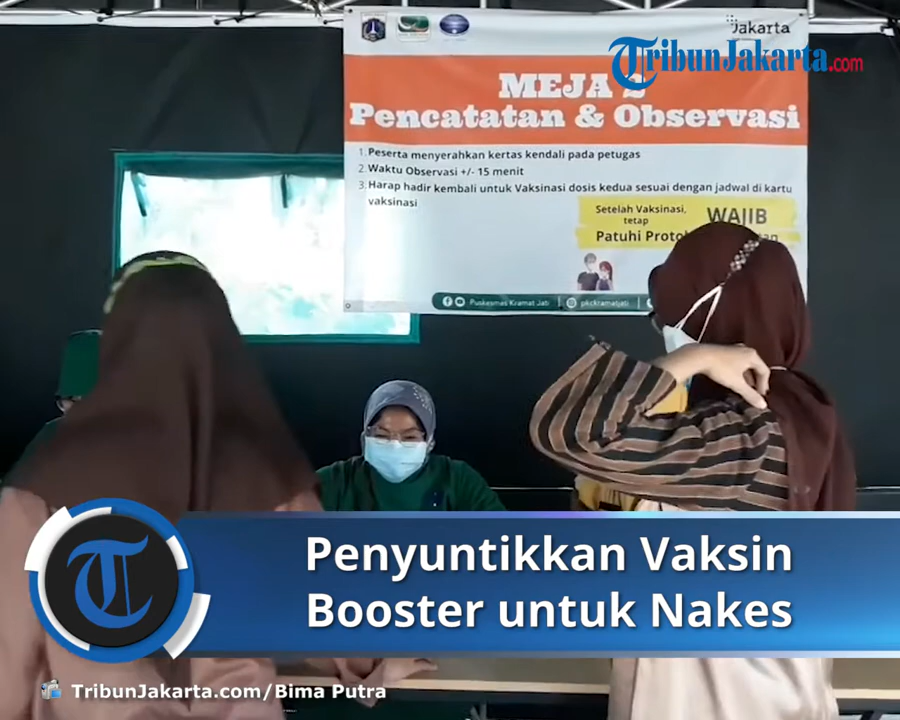 Jakarta
TribunJakarta.com
MEJA 2
Pencatatan & Observasi
1. Peserta menyerahkan kertas kendali pada petugas
2. Waktu Observasi +/- 15 menit
3. Harap hadir kembali untuk Vaksinasi dosis kedua sesuai dengan jadwal di kartu
vaksinasi
Setelah Vaksinasi,
tetap
WAJIB
Patuhi
Puskesmas Kramat Jati
pkckramatjati
Penyuntikkan Vaksin
Booster untuk Nakes
TribunJakarta.com/Bima Putra